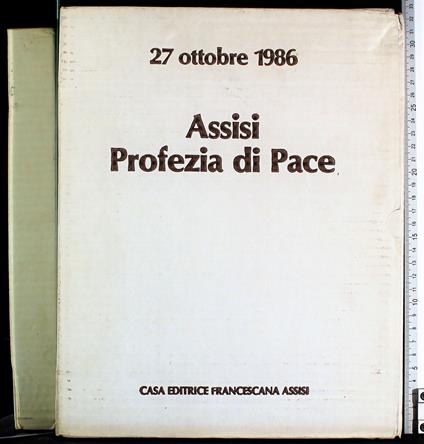 27 ottobre 1986
Assisi
Profezia di Pace
CASA EDITRICE FRANCESCANA ASSISI